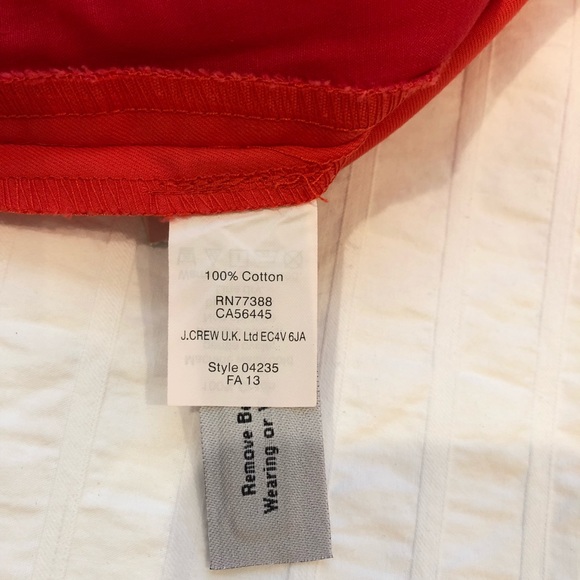 100% Cotton
RN77388
CA56445
J.CREW U.K. Ltd EC4V 6JA
Style 04235
FA 13
Remove
Wearing or